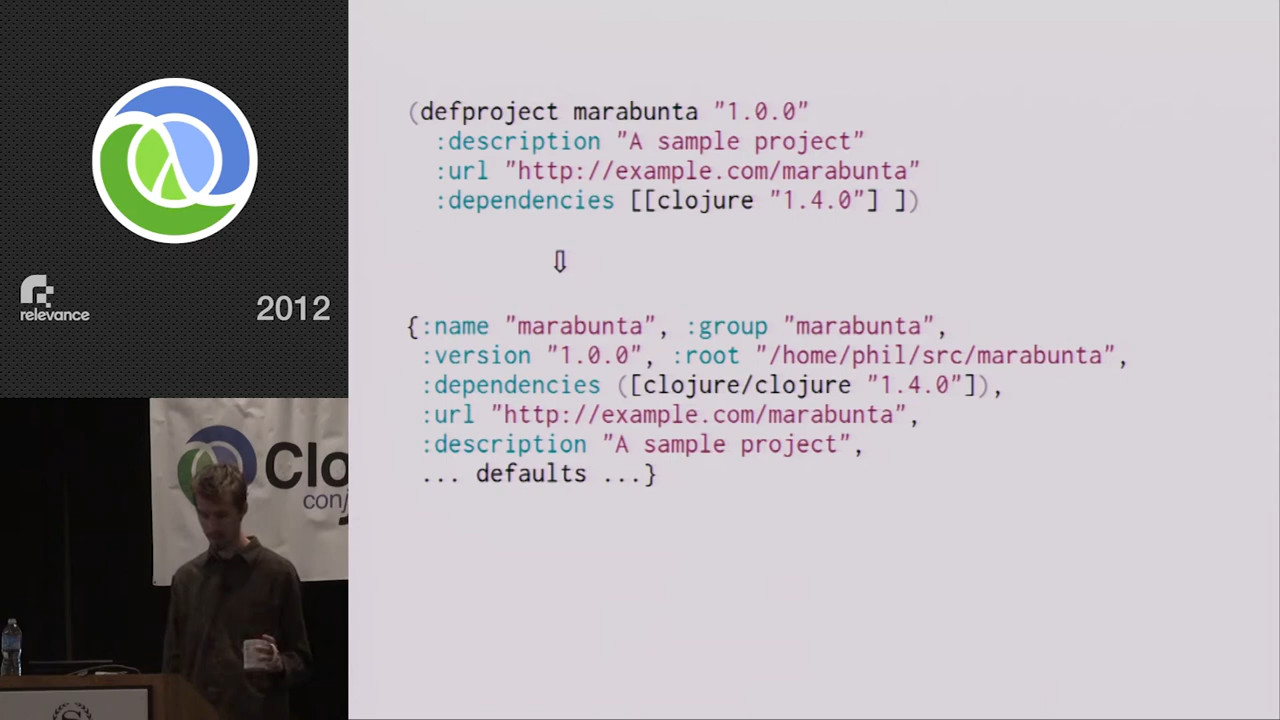 (defproject marabunta "1.0.0"
:description "A sample project"
:url "http://example.com/marabunta"
:dependencies [[clojure "1.4.0"] ])
⇩
{:name "marabunta", :group "marabunta",
:version "1.0.0", :root "/home/phil/src/marabunta",
:dependencies ([clojure/clojure "1.4.0"]),
:url "http://example.com/marabunta",
:description "A sample project",
... defaults ...}
relevance
2012
Clo
conj
S